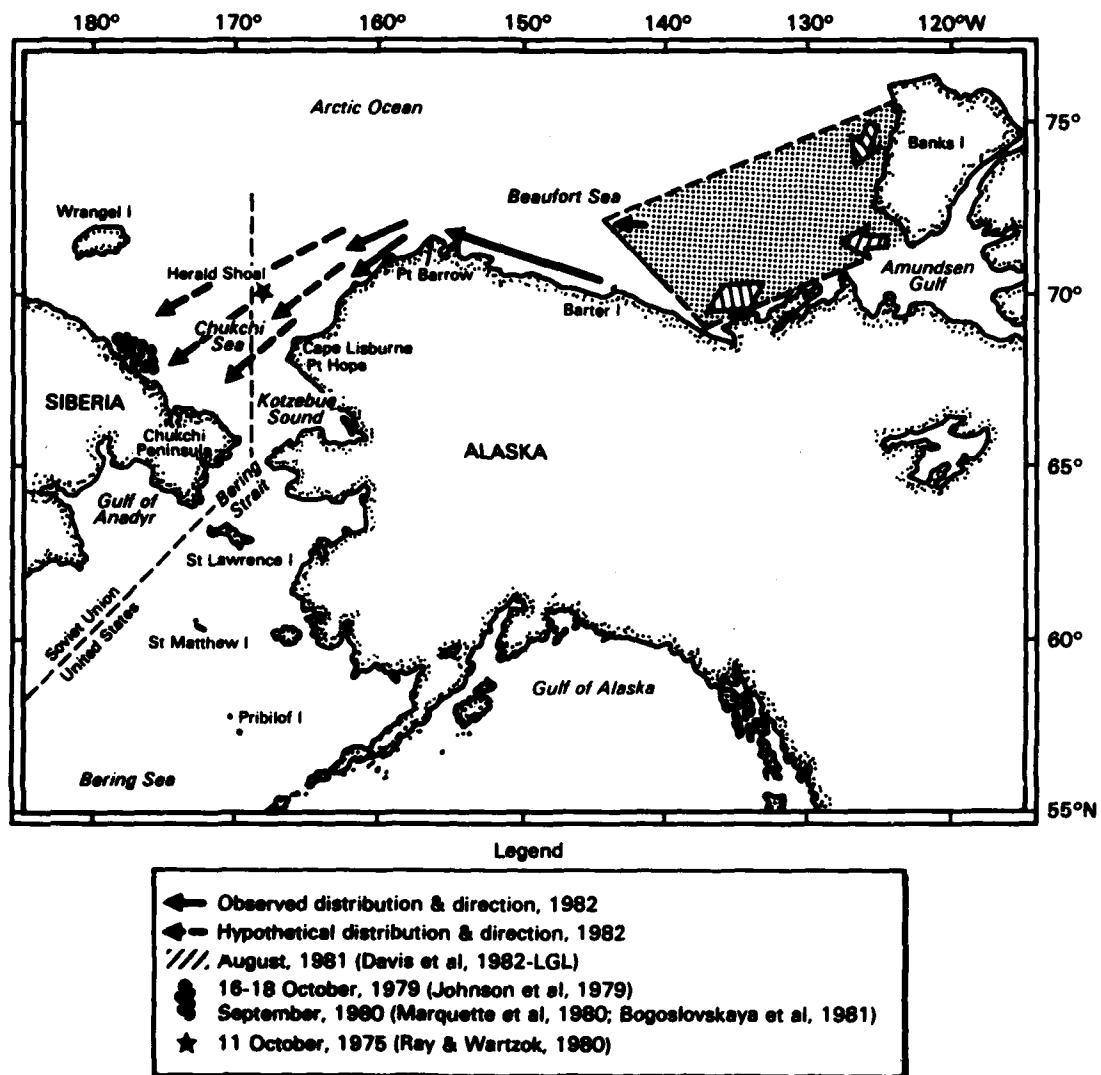 180° 170° 160° 150° 140° 130° 120°W
Arctic Ocean
75°
Banks I
Beaufort Sea
Wrangel I
Pt Barrow
Herald Shoal
Amundsen
Gulf
70°
Barter I
Chukchi
Sea
Cape Lisburne
Pt Hope
SIBERIA
Kotzebue
Sound
Chukchi
Peninsula
ALASKA
65°
Bering
Strait
Gulf of
Anadyr
St Lawrence I
Soviet Union
United States
St Matthew I
60°
Gulf of Alaska
Pribilof I
Bering Sea
55°N
Legend
Observed distribution & direction, 1982
Hypothetical distribution & direction, 1982
August, 1981 (Davis et al, 1982-LGL)
16-18 October, 1979 (Johnson et al, 1979)
September, 1980 (Marquette et al, 1980; Bogoslovskaya et al, 1981)
11 October, 1975 (Ray & Wartzok, 1980)